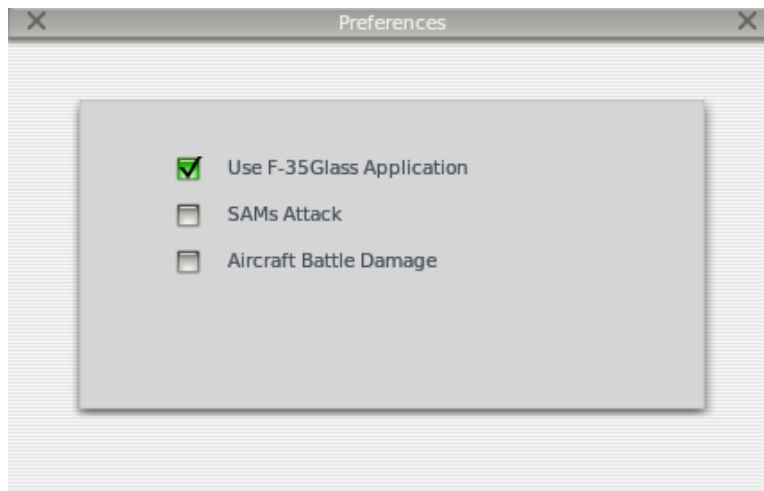 Preferences
Use F-35Glass Application
SAMs Attack
Aircraft Battle Damage